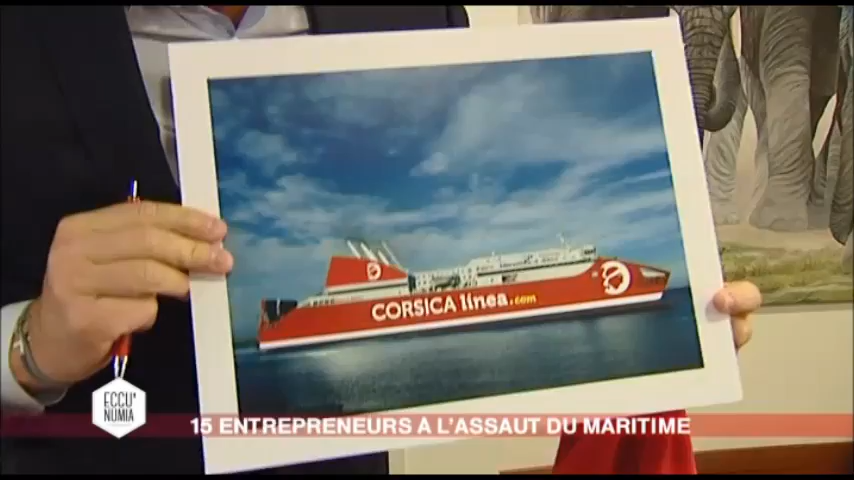 CORSICA linea.com
ECCU'
NUMIA
15 ENTREPRENEURS A L'ASSAUT DU MARITIME